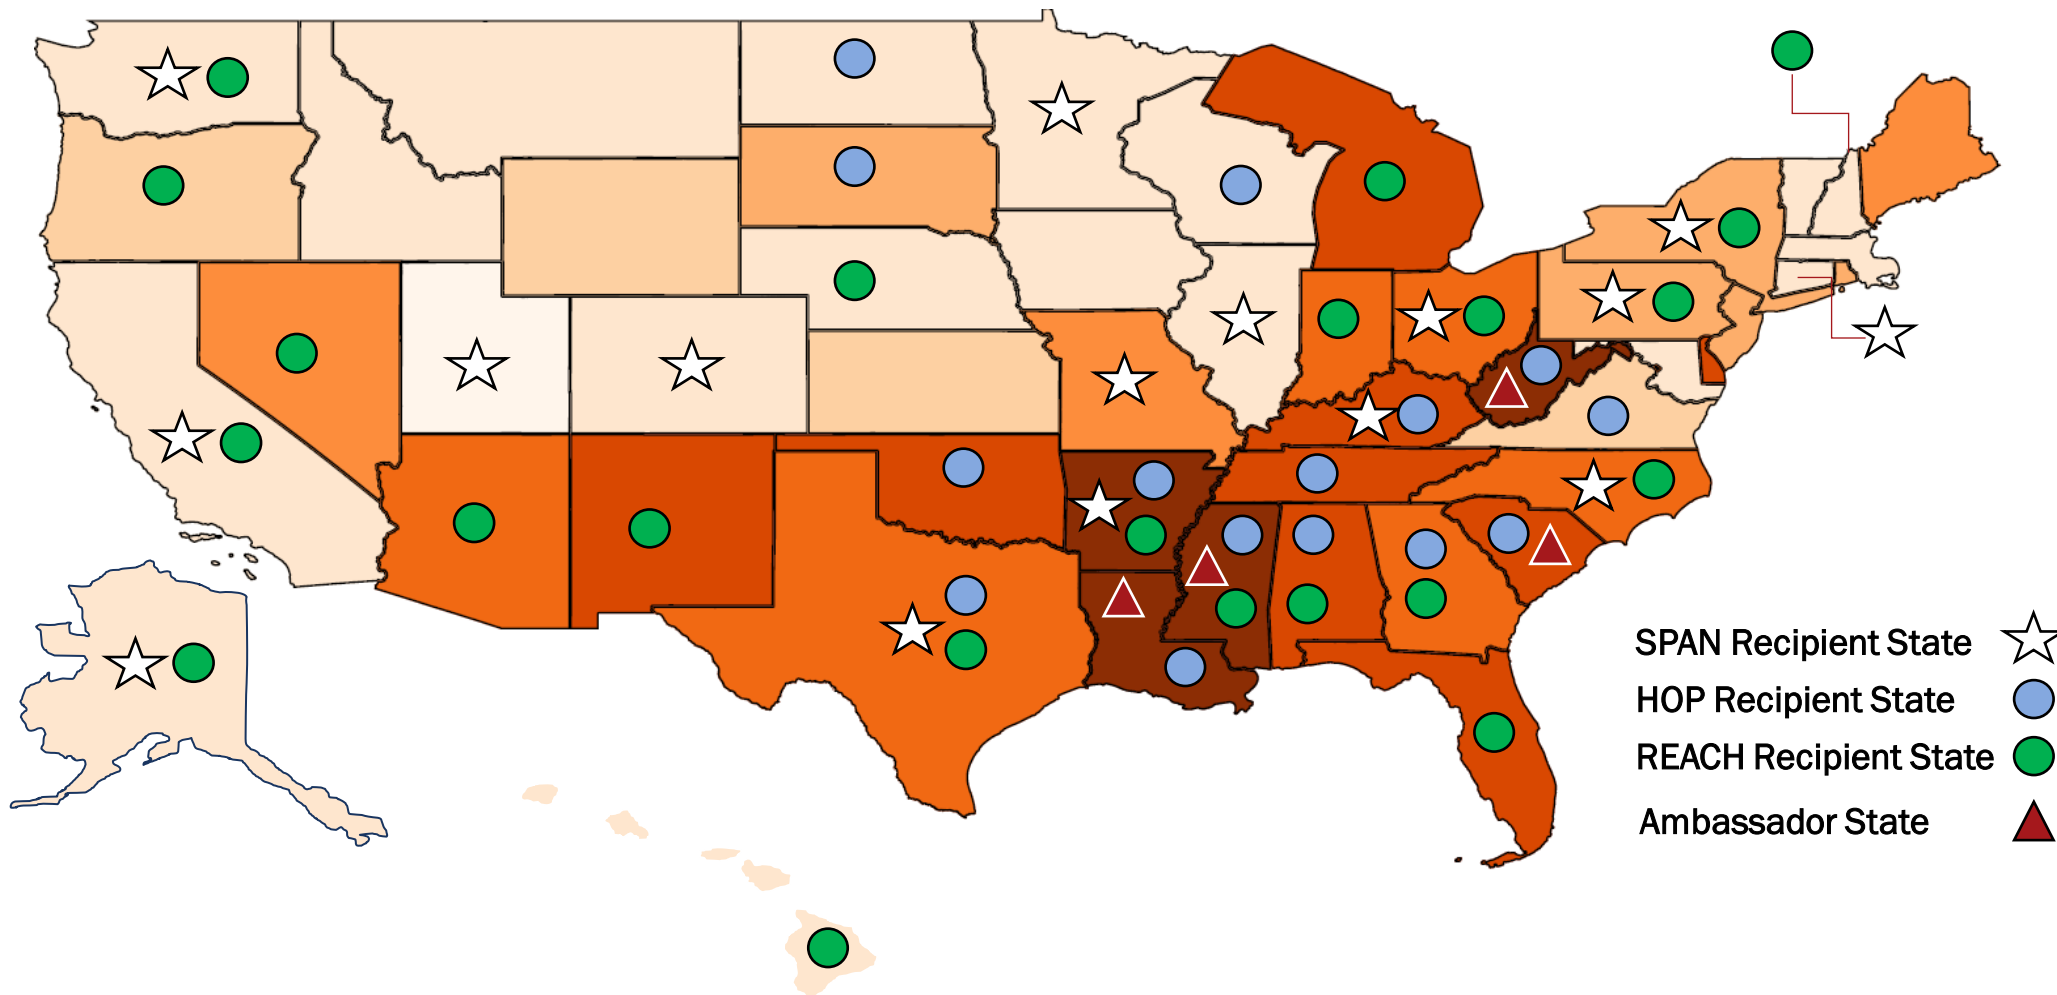 SPAN Recipient State
HOP Recipient State
REACH Recipient State
Ambassador State